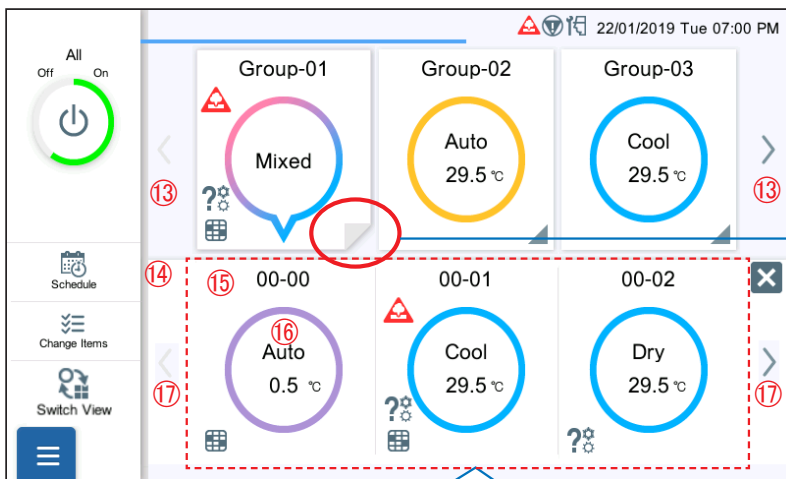 22/01/2019 Tue 07:00 PM
All
Off On
Group-01 Group-02 Group-03
Mixed
Auto
29.5 ℃
Cool
29.5 ℃
⑬ ⑬
Schedule
Change Items
Switch View
⑭ ⑮ 00-00 00-01 00-02
⑯
Auto
0.5 ℃
Cool
29.5 ℃
Dry
29.5 ℃
⑰ ⑰